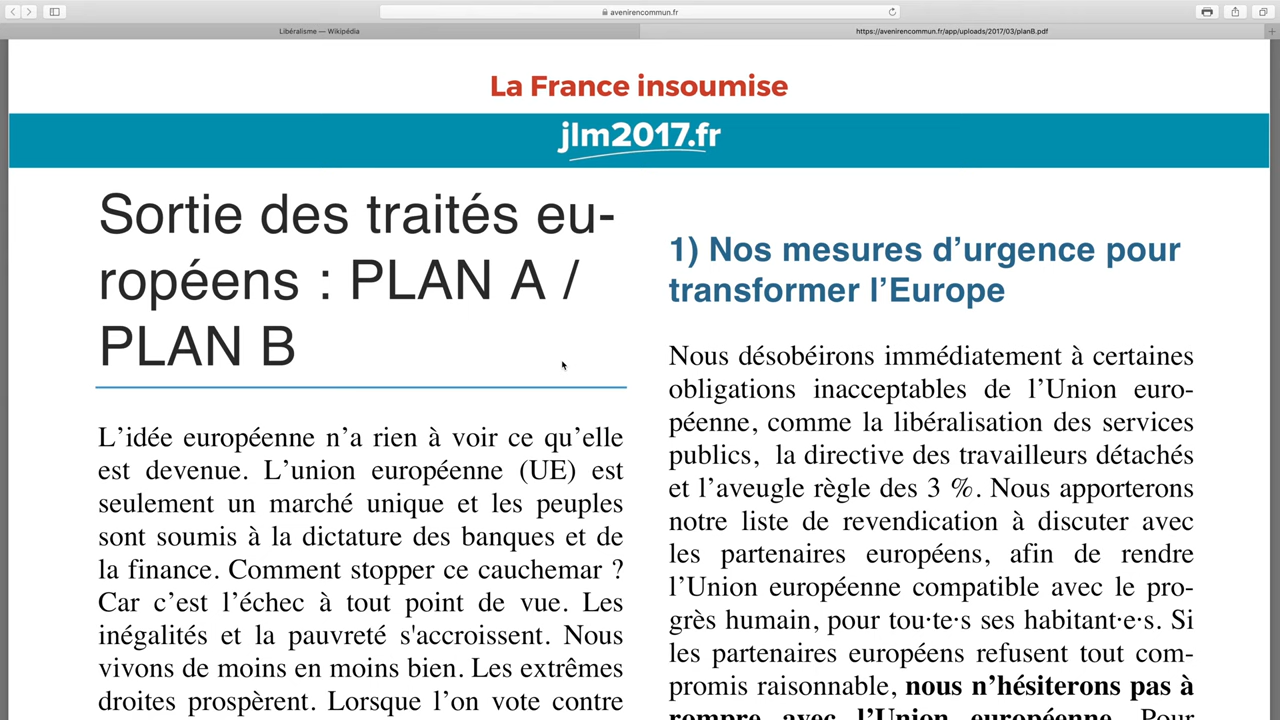 avenirencommun.fr
Libéralisme — Wikipédia
https://avenirencommun.fr/app/uploads/2017/03/planB.pdf
La France insoumise
jlm2017.fr
Sortie des traités eu-
ropéens : PLAN A /
PLAN B
L’idée européenne n’a rien à voir ce qu’elle
est devenue. L’union européenne (UE) est
seulement un marché unique et les peuples
sont soumis à la dictature des banques et de
la finance. Comment stopper ce cauchemar ?
Car c’est l’échec à tout point de vue. Les
inégalités et la pauvreté s'accroissent. Nous
vivons de moins en moins bien. Les extrêmes
droites prospèrent. Lorsque l’on vote contre
1) Nos mesures d’urgence pour
transformer l’Europe
Nous désobéirons immédiatement à certaines
obligations inacceptables de l’Union euro-
péenne, comme la libéralisation des services
publics, la directive des travailleurs détachés
et l’aveugle règle des 3 %. Nous apporterons
notre liste de revendication à discuter avec
les partenaires européens, afin de rendre
l’Union européenne compatible avec le pro-
grès humain, pour tou·te·s ses habitant·e·s. Si
les partenaires européens refusent tout com-
promis raisonnable, nous n’hésiterons pas à
rompre avec l’Union européenne. Pour